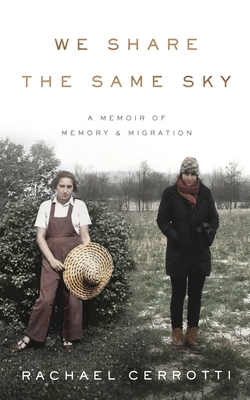 WE SHARE
THE SAME SKY
A MEMOIR OF
MEMORY & MIGRATION
RACHAEL CERROTTI